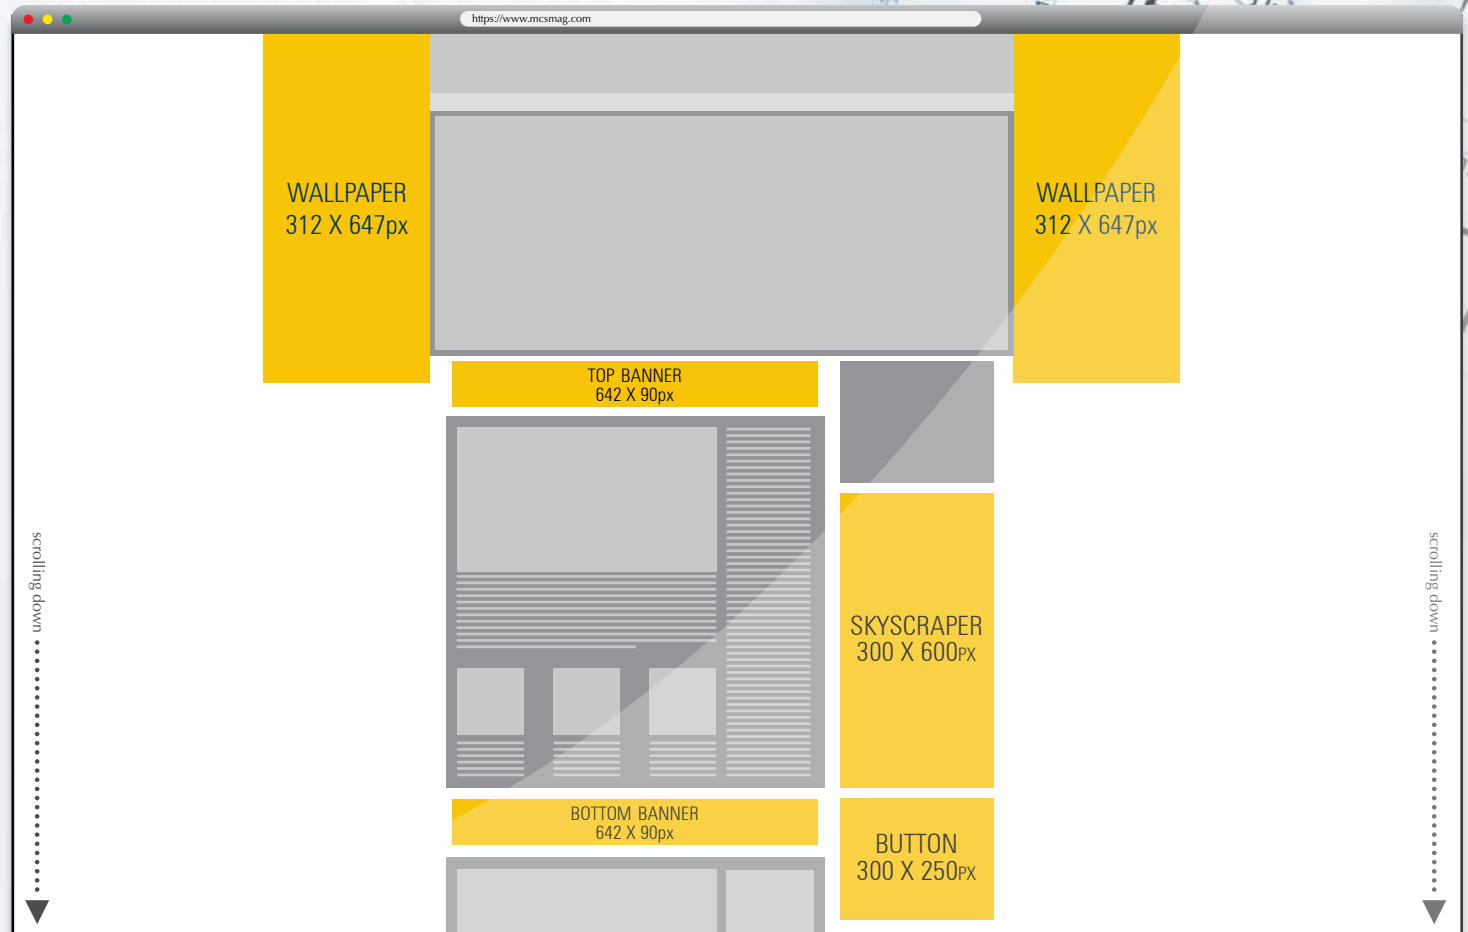 https://www.mcsmag.com
WALLPAPER
312 X 647px
WALLPAPER
312 X 647px
TOP BANNER
642 X 90px
scrolling down
scrolling down
SKYSCRAPER
300 X 600PX
BOTTOM BANNER
642 X 90px
BUTTON
300 X 250PX